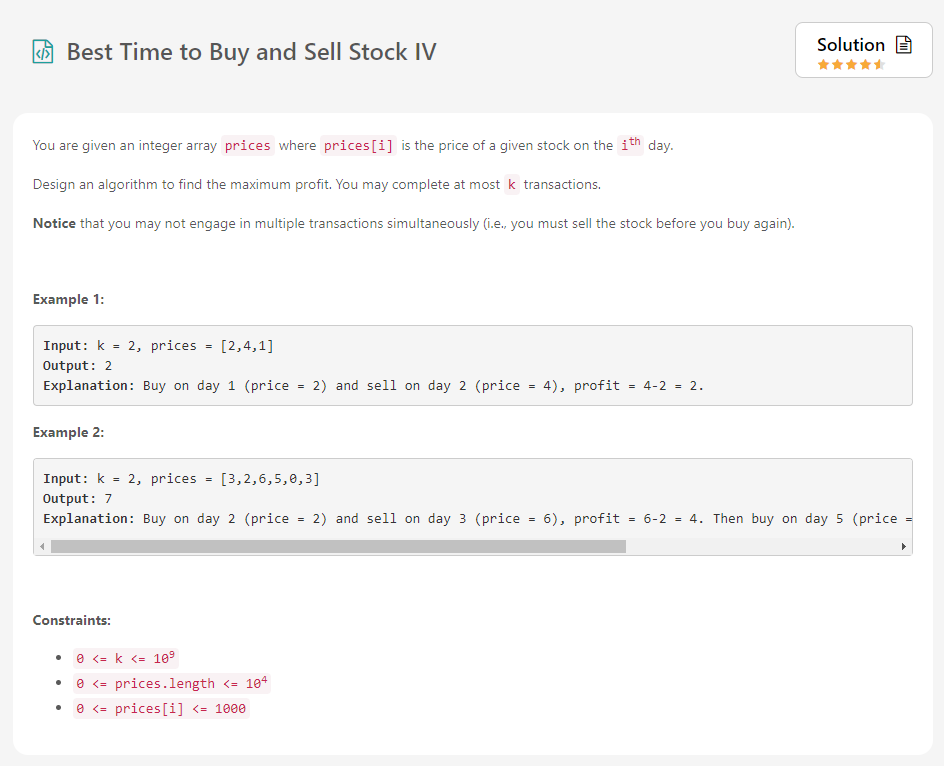 Best Time to Buy and Sell Stock IV
Solution
You are given an integer array prices where prices[i] is the price of a given stock on the iᵗʰ day.
Design an algorithm to find the maximum profit. You may complete at most k transactions.
Notice that you may not engage in multiple transactions simultaneously (i.e., you must sell the stock before you buy again).
Example 1:
Input: k = 2, prices = [2,4,1]
Output: 2
Explanation: Buy on day 1 (price = 2) and sell on day 2 (price = 4), profit = 4-2 = 2.
Example 2:
Input: k = 2, prices = [3,2,6,5,0,3]
Output: 7
Explanation: Buy on day 2 (price = 2) and sell on day 3 (price = 6), profit = 6-2 = 4. Then buy on day 5 (price =
Constraints:
0 <= k <= 10⁹
0 <= prices.length <= 10⁴
0 <= prices[i] <= 1000